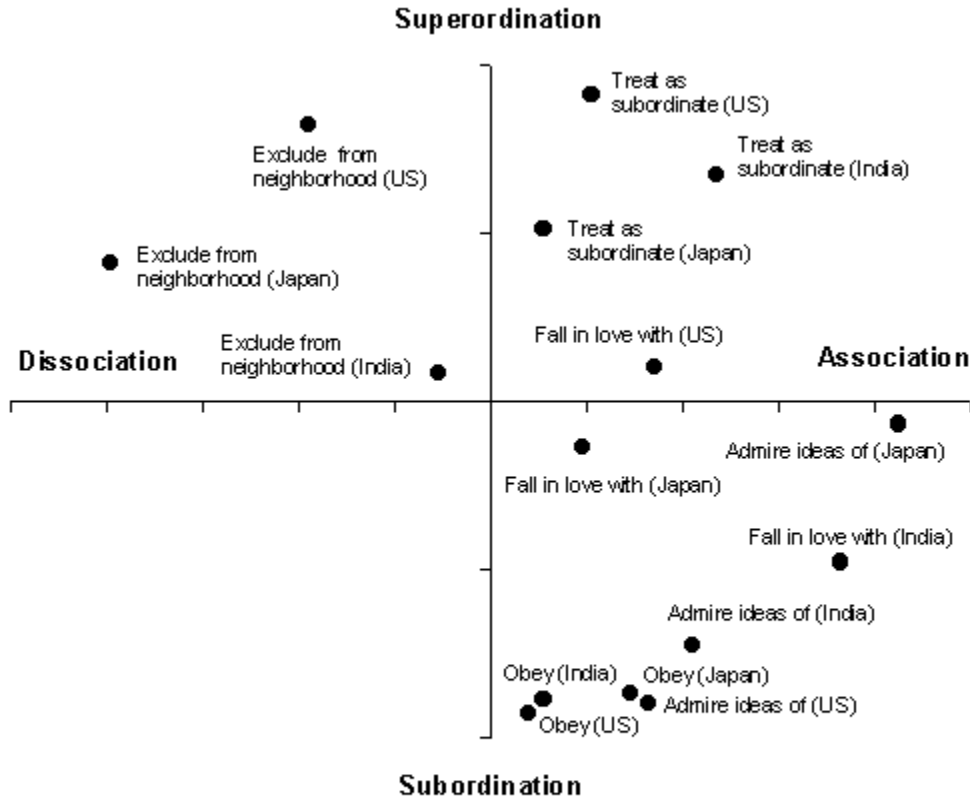 Superordination
Treat as
subordinate (US)
Exclude from
neighborhood (US)
Treat as
subordinate (India)
Treat as
subordinate (Japan)
Exclude from
neighborhood (Japan)
Fall in love with (US)
Exclude from
neighborhood (India)
Dissociation
Association
Admire ideas of (Japan)
Fall in love with (Japan)
Fall in love with (India)
Admire ideas of (India)
Obey (India)
Obey (Japan)
Admire ideas of (US)
Obey (US)
Subordination